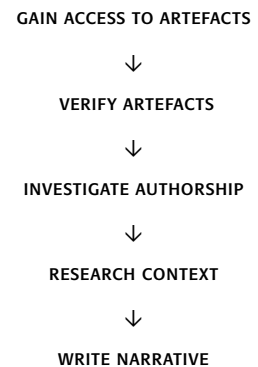 GAIN ACCESS TO ARTEFACTS
↓
VERIFY ARTEFACTS
↓
INVESTIGATE AUTHORSHIP
↓
RESEARCH CONTEXT
↓
WRITE NARRATIVE